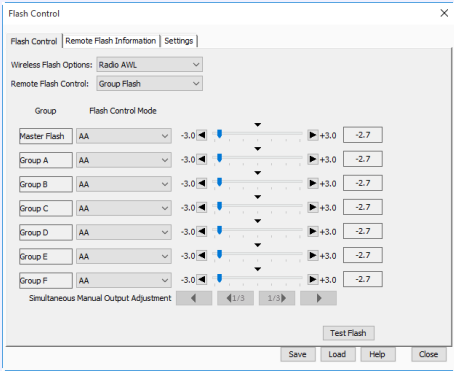 Flash Control
Flash Control Remote Flash Information Settings
Wireless Flash Options: Radio AWL
Remote Flash Control: Group Flash
Group Flash Control Mode
Master Flash AA -3.0 +3.0 -2.7
Group A AA -3.0 +3.0 -2.7
Group B AA -3.0 +3.0 -2.7
Group C AA -3.0 +3.0 -2.7
Group D AA -3.0 +3.0 -2.7
Group E AA -3.0 +3.0 -2.7
Group F AA -3.0 +3.0 -2.7
Simultaneous Manual Output Adjustment 1/3 1/3
Test Flash
Save Load Help Close